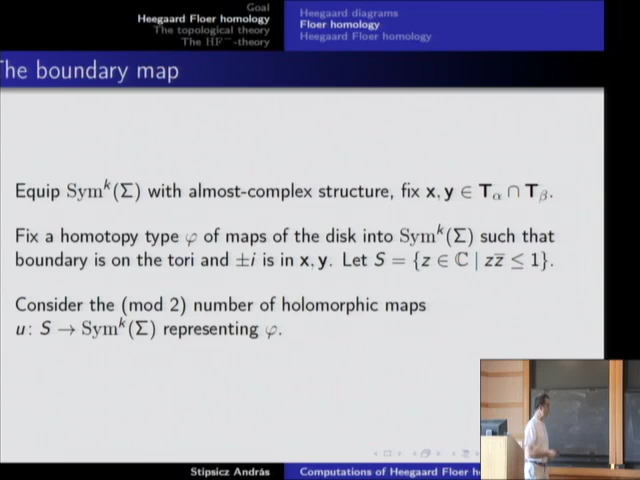 Goal
Heegaard Floer homology
The topological theory
The HF⁻-theory
Heegaard diagrams
Floer homology
Heegaard Floer homology
The boundary map
Equip Symᵏ(Σ) with almost-complex structure, fix x, y ∈ T_α ∩ T_β.
Fix a homotopy type φ of maps of the disk into Symᵏ(Σ) such that
boundary is on the tori and ±i is in x, y. Let S = {z ∈ ℂ | zz̄ ≤ 1}.
Consider the (mod 2) number of holomorphic maps
u: S → Symᵏ(Σ) representing φ.
Stipsicz András
Computations of Heegaard Floer h